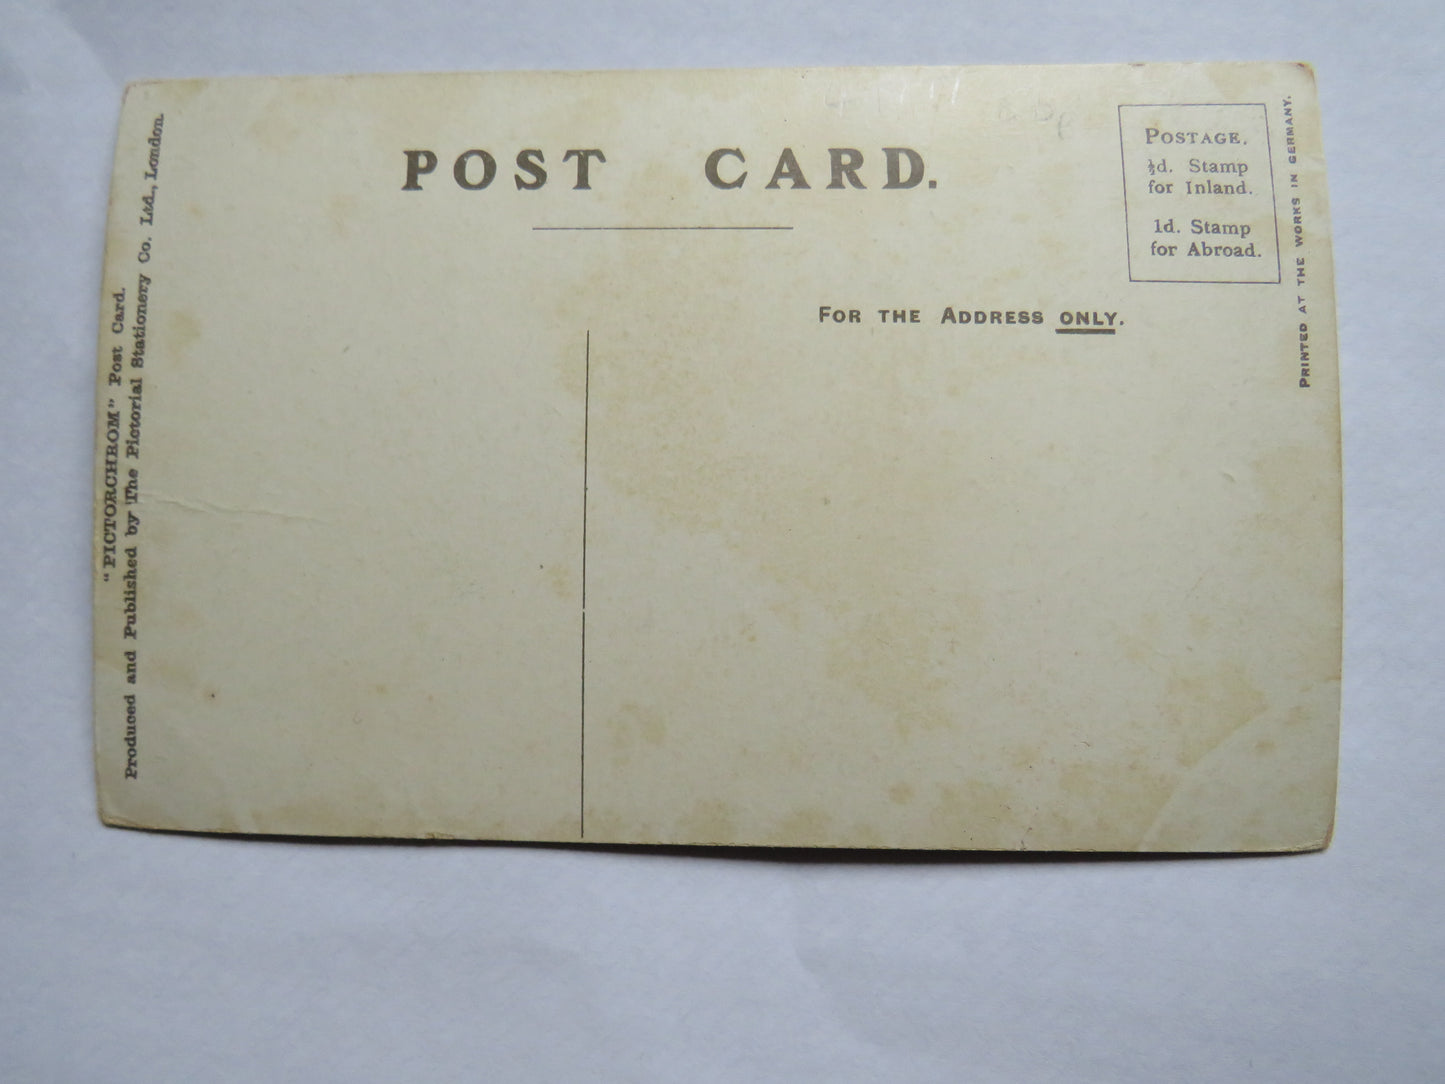 POST CARD.
POSTAGE.
½d. Stamp
for Inland.
1d. Stamp
for Abroad.
FOR THE ADDRESS ONLY.
"PICTORCHROM" Post Card.
Produced and Published by The Pictorial Stationery Co. Ltd., London.
PRINTED AT THE WORKS IN GERMANY.